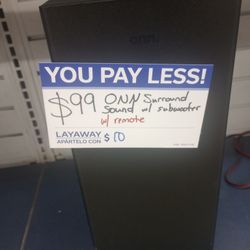 onn.
YOU PAY LESS!
$99 ONN Surround
Sound w/ subwoofer
w/ remote
LAYAWAY
APÁRTELO CON $10